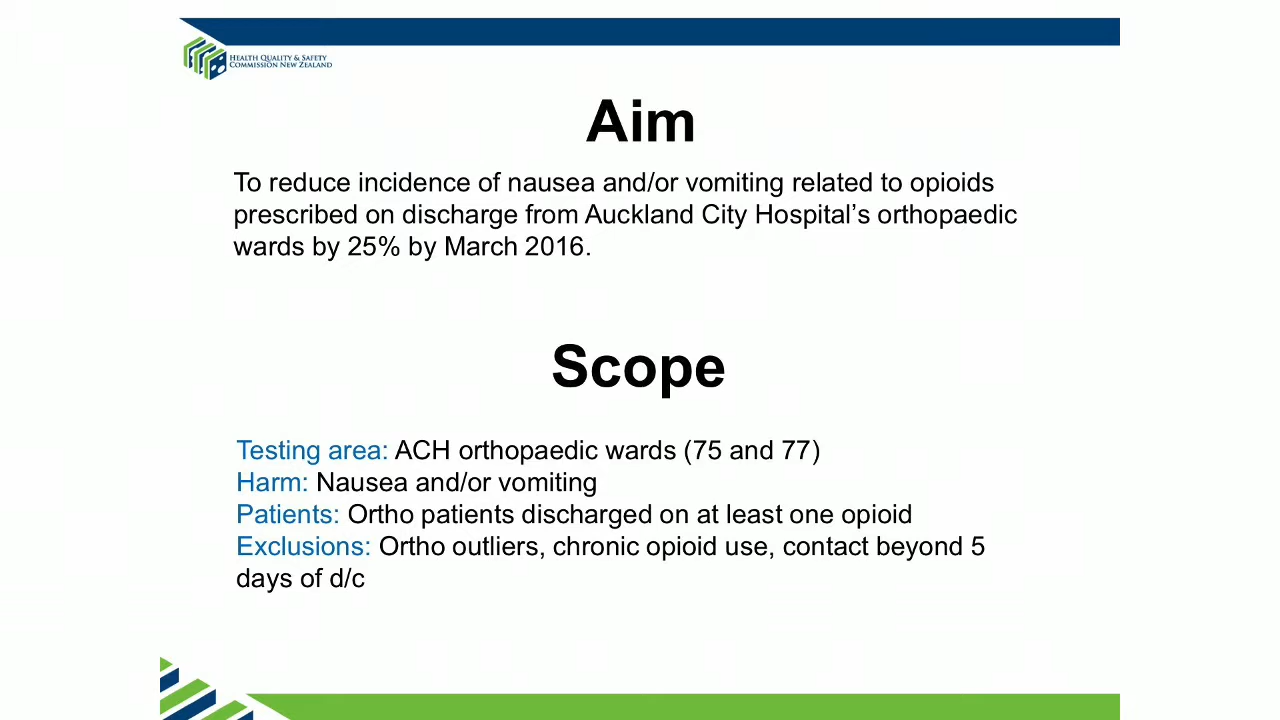 HEALTH QUALITY & SAFETY
COMMISSION NEW ZEALAND
Aim
To reduce incidence of nausea and/or vomiting related to opioids
prescribed on discharge from Auckland City Hospital’s orthopaedic
wards by 25% by March 2016.
Scope
Testing area: ACH orthopaedic wards (75 and 77)
Harm: Nausea and/or vomiting
Patients: Ortho patients discharged on at least one opioid
Exclusions: Ortho outliers, chronic opioid use, contact beyond 5
days of d/c